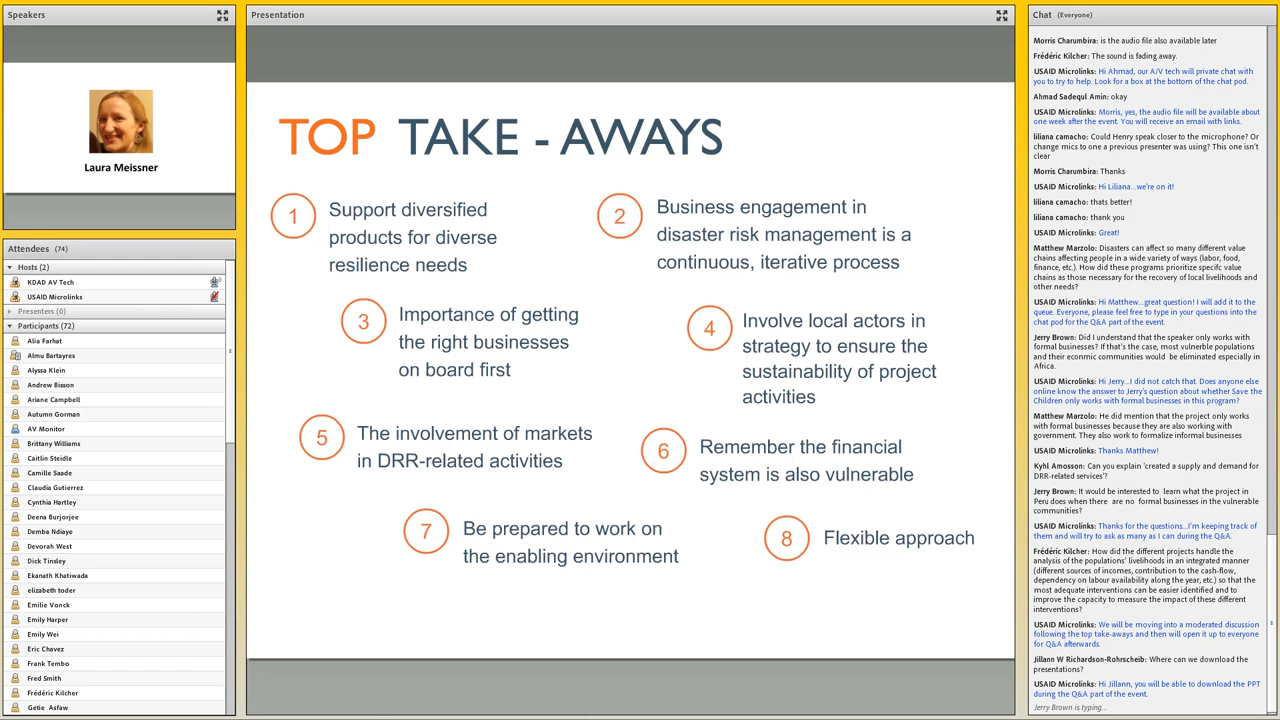 Speakers
Laura Meissner
Attendees (74)
Hosts (2)
KDAD AV Tech
USAID Microlinks
Presenters (0)
Participants (72)
Alia Farhat
Almu Bartayres
Alyssa Klein
Andrew Bisson
Ariane Campbell
Autumn Gorman
AV Monitor
Brittany Williams
Caitlin Steidle
Camille Saade
Claudia Gutierrez
Cynthia Hartley
Deena Burjorjee
Demba Ndiaye
Devorah West
Dick Tinsley
Ekanath Khatiwada
elizabeth toder
Emilie Vonck
Emily Harper
Emily Wei
Eric Chavez
Frank Tembo
Fred Smith
Frédéric Kilcher
Getie Asfaw
Presentation
TOP TAKE - AWAYS
1
Support diversified
products for diverse
resilience needs
2
Business engagement in
disaster risk management is a
continuous, iterative process
3
Importance of getting
the right businesses
on board first
4
Involve local actors in
strategy to ensure the
sustainability of project
activities
5
The involvement of markets
in DRR-related activities
6
Remember the financial
system is also vulnerable
7
Be prepared to work on
the enabling environment
8
Flexible approach
Chat (Everyone)
Morris Charumbira: is the audio file also available later
Frédéric Kilcher: The sound is fading away.
USAID Microlinks: Hi Ahmad, our A/V tech will private chat with
you to try to help. Look for a box at the bottom of the chat pod.
Ahmad Sadequl Amin: okay
USAID Microlinks: Morris, yes, the audio file will be available about
one week after the event. You will receive an email with links.
liliana camacho: Could Henry speak closer to the microphone? Or
change mics to one a previous presenter was using? This one isn't
clear
Morris Charumbira: Thanks
USAID Microlinks: Hi Liliana...we're on it!
liliana camacho: thats better!
liliana camacho: thank you
USAID Microlinks: Great!
Matthew Marzolo: Disasters can affect so many different value
chains affecting people in a wide variety of ways (labor, food,
finance, etc.). How did these programs prioritize specifc value
chains as those necessary for the recovery of local livelihoods and
other needs?
USAID Microlinks: Hi Matthew...great question! I will add it to the
queue. Everyone, please feel free to type in your questions into the
chat pod for the Q&A part of the event.
Jerry Brown: Did I understand that the speaker only works with
formal businesses? If that's the case, most vulnerble populations
and their econmic communities would be eliminated especially in
Africa.
USAID Microlinks: Hi Jerry...I did not catch that. Does anyone else
online know the answer to Jerry's question about whether Save the
Children only works with formal businesses in this program?
Matthew Marzolo: He did mention that the project only works
with formal businesses because they are also working with
government. They also work to formalize informal businesses
USAID Microlinks: Thanks Matthew!
Kyhl Amosson: Can you explain 'created a supply and demand for
DRR-related services'?
Jerry Brown: It would be interested to learn what the project in
Peru does when there are no formal businesses in the vulnerable
communities?
USAID Microlinks: Thanks for the questions...I'm keeping track of
them and will try to ask as many as I can during the Q&A.
Frédéric Kilcher: How did the different projects handle the
analysis of the populations' livelihoods in an integrated manner
(different sources of incomes, contribution to the cash-flow,
dependency on labour availability along the year, etc.) so that the
most adequate interventions can be easier identified and to
improve the capacity to measure the impact of these different
interventions?
USAID Microlinks: We will be moving into a moderated discussion
following the top take-aways and then will open it up to everyone
for Q&A afterwards.
Jillann W Richardson-Rohrscheib: Where can we download the
presentations?
USAID Microlinks: Hi Jillann, you will be able to download the PPT
during the Q&A part of the event.
Jerry Brown is typing...